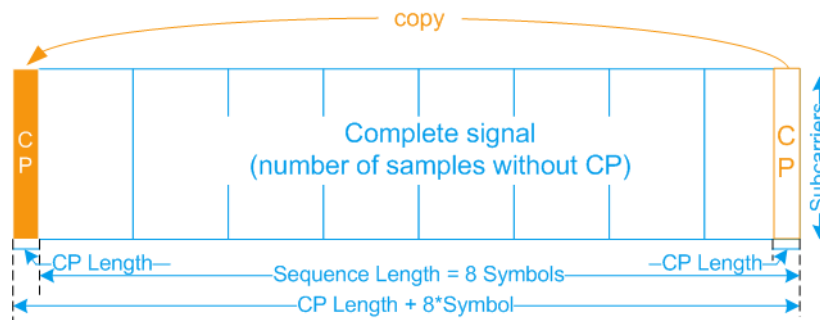 copy
C
P
Complete signal
(number of samples without CP)
C
P
Subcarriers
CP Length
CP Length
Sequence Length = 8 Symbols
CP Length + 8*Symbol